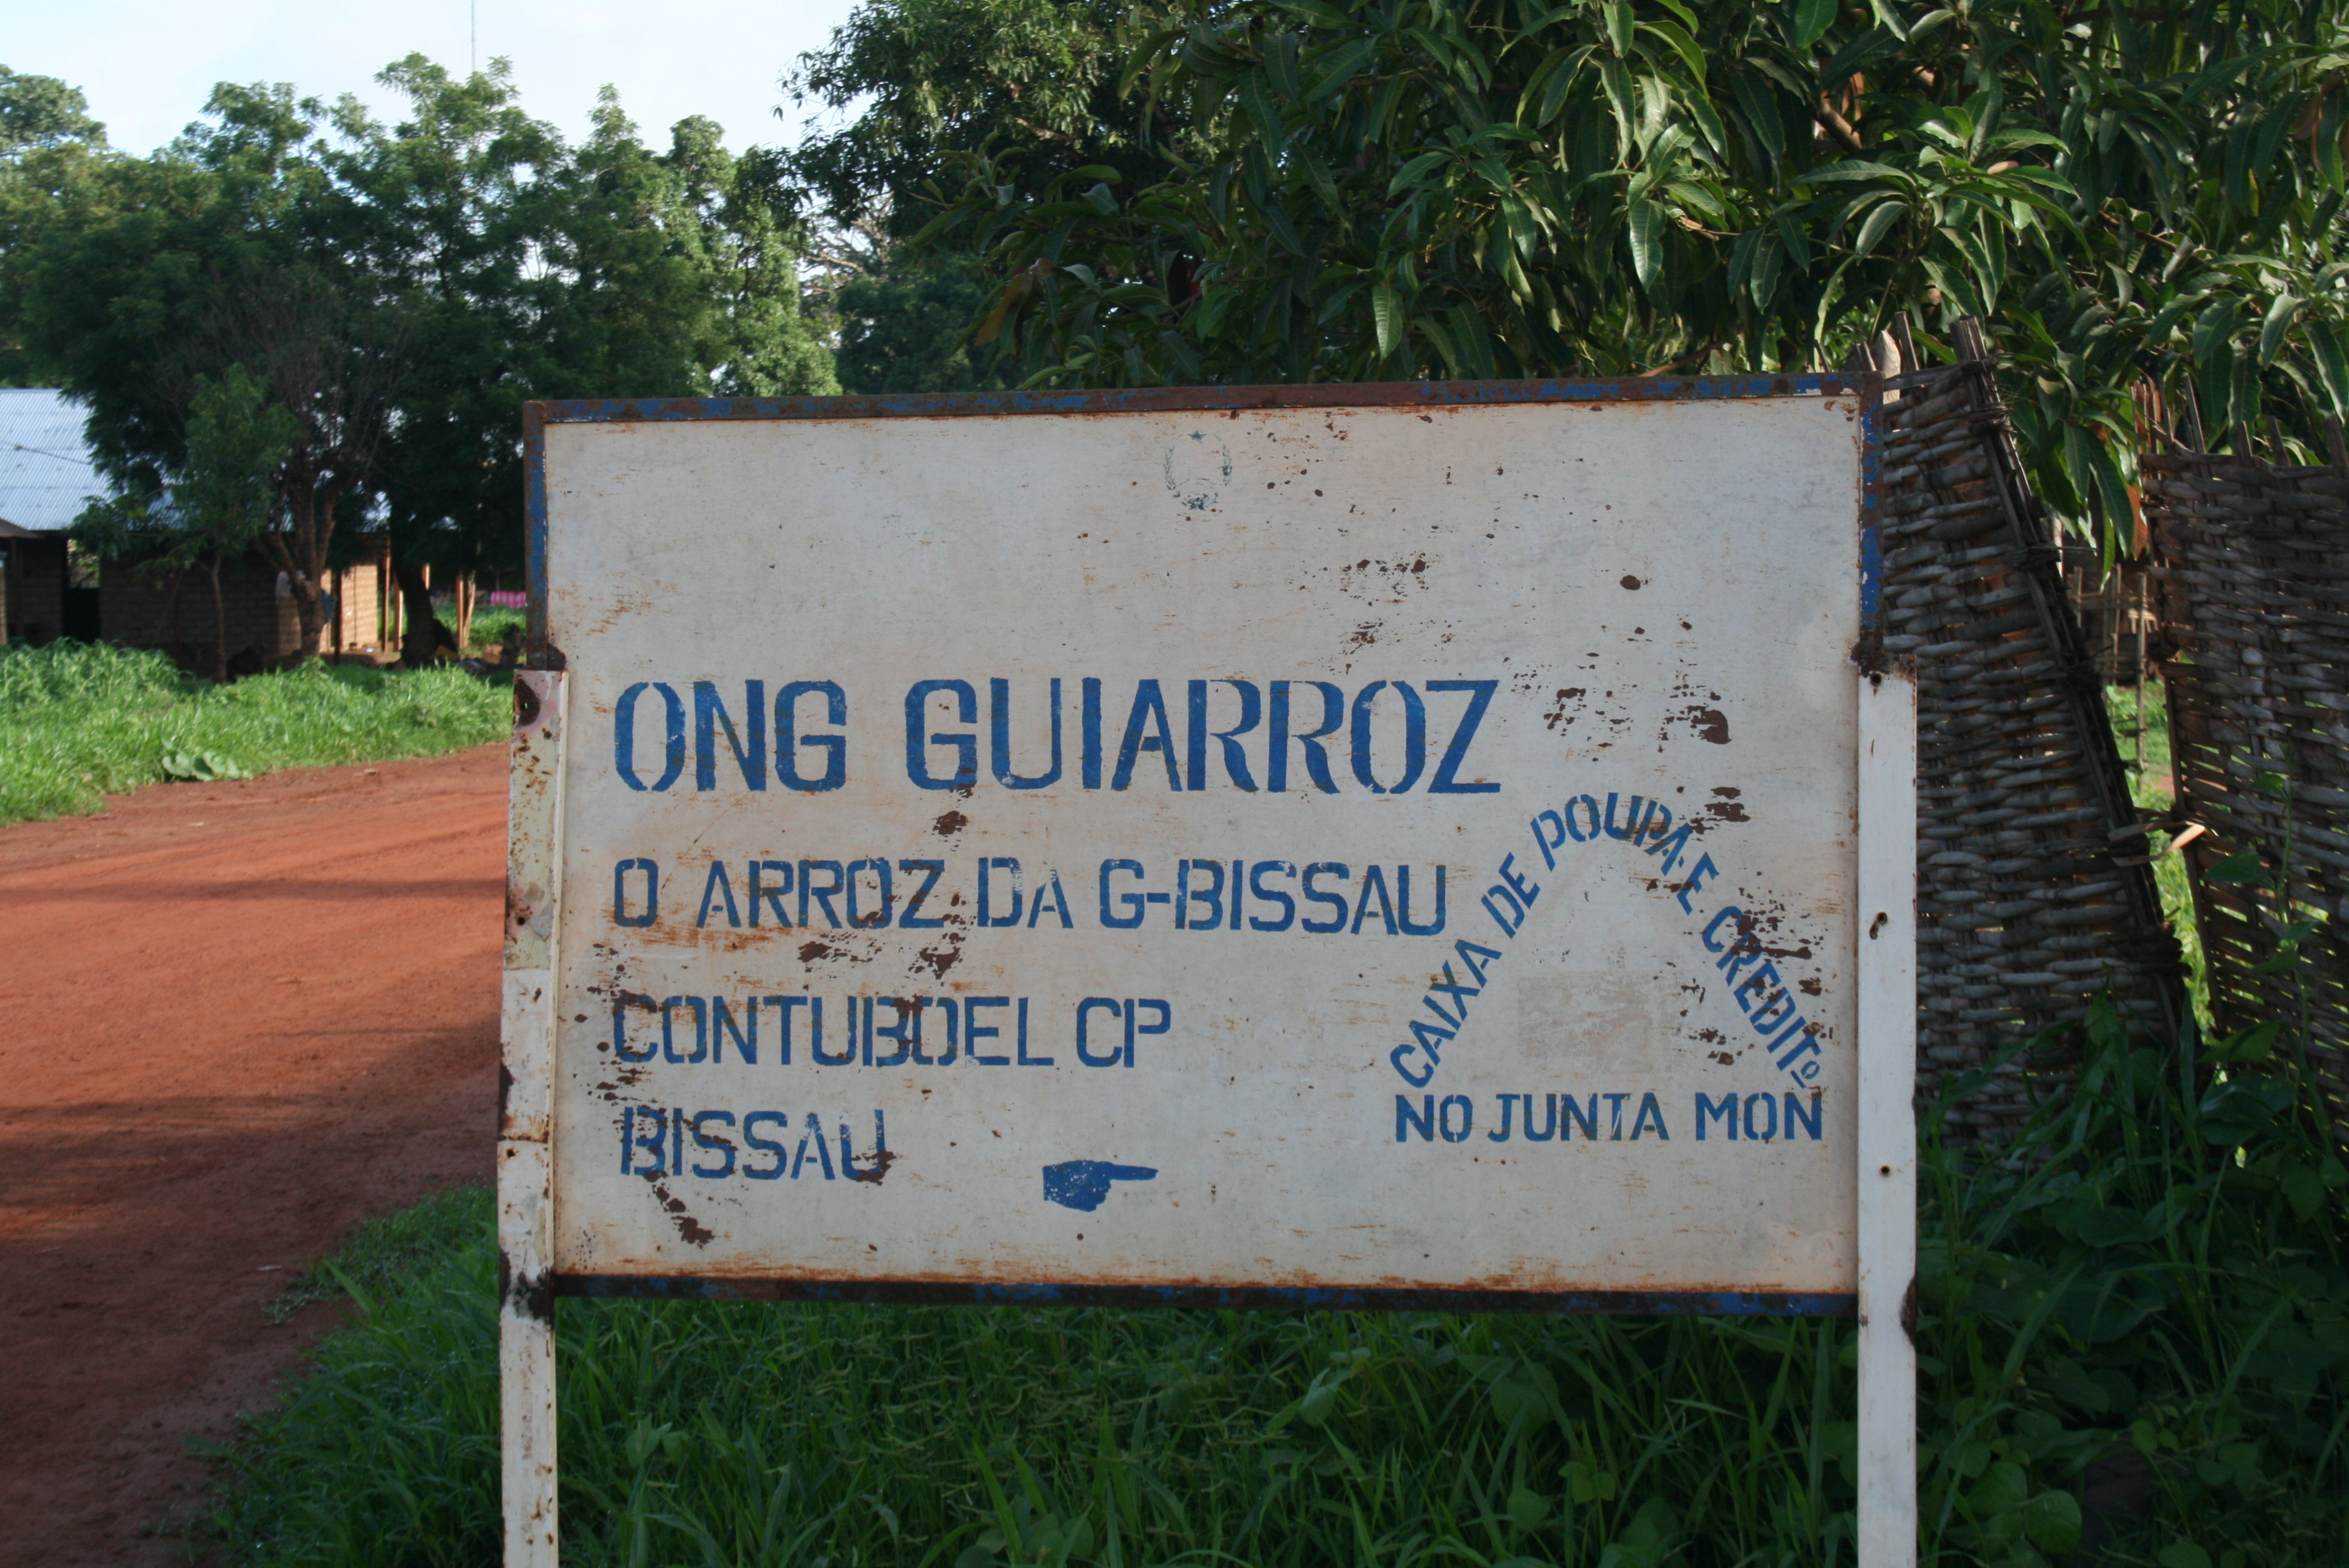 ONG GUIARROZ
O ARROZ DA G-BISSAU
CONTUBOEL CP
BISSAU
CAIXA DE POUPA E CREDITº
NO JUNTA MON